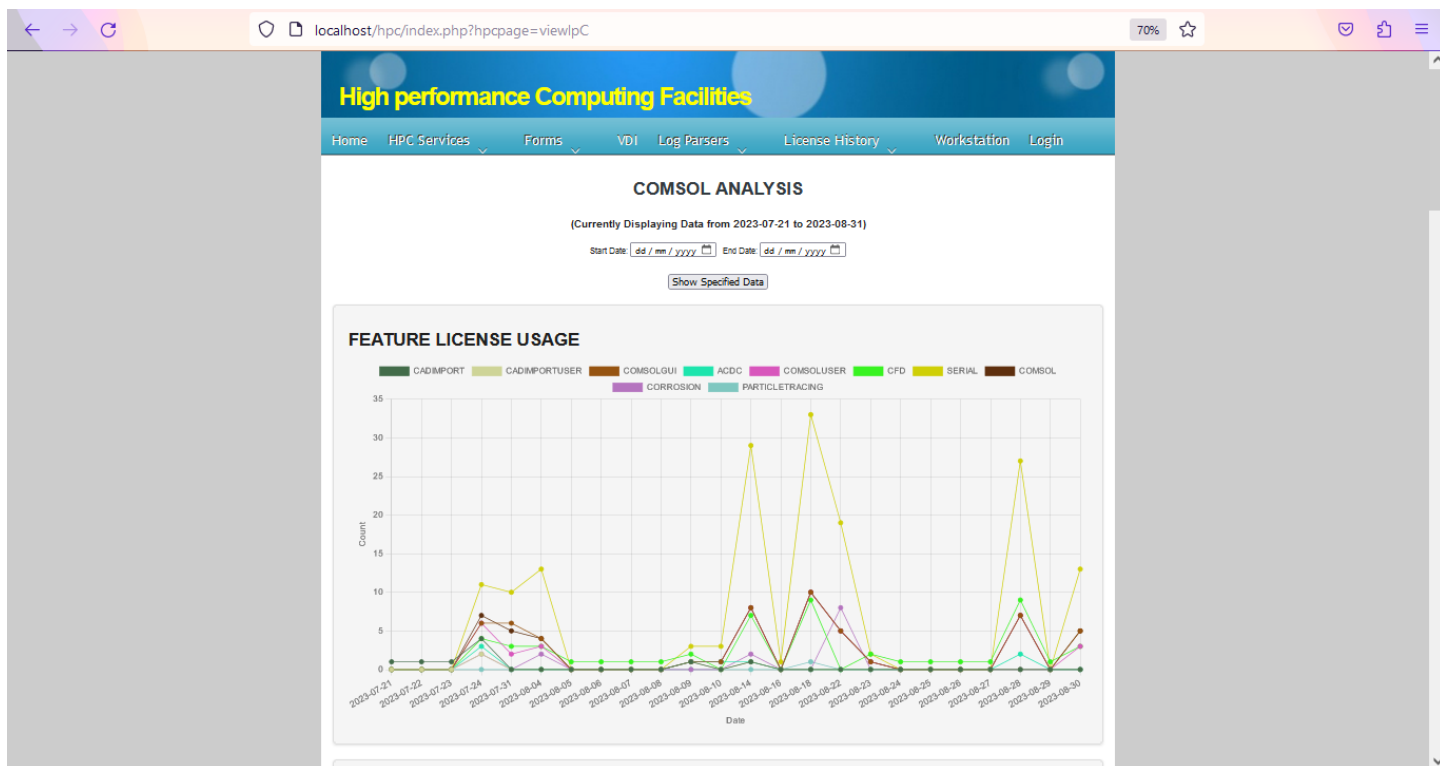 localhost/hpc/index.php?hpcpage=viewlpC
70%
High performance Computing Facilities
Home HPC Services Forms VDI Log Parsers License History Workstation Login
COMSOL ANALYSIS
(Currently Displaying Data from 2023-07-21 to 2023-08-31)
Start Date: dd / mm / yyyy End Date: dd / mm / yyyy
Show Specified Data
FEATURE LICENSE USAGE
CADIMPORT CADIMPORTUSER COMSOLGUI ACDC COMSOLUSER CFD SERIAL COMSOL
CORROSION PARTICLETRACING
35
30
25
20
15
10
5
0
Count
2023-07-21 2023-07-22 2023-07-23 2023-07-24 2023-07-31 2023-08-04 2023-08-05 2023-08-06 2023-08-07 2023-08-08 2023-08-09 2023-08-10 2023-08-14 2023-08-16 2023-08-18 2023-08-22 2023-08-23 2023-08-24 2023-08-25 2023-08-26 2023-08-27 2023-08-28 2023-08-29 2023-08-30
Date